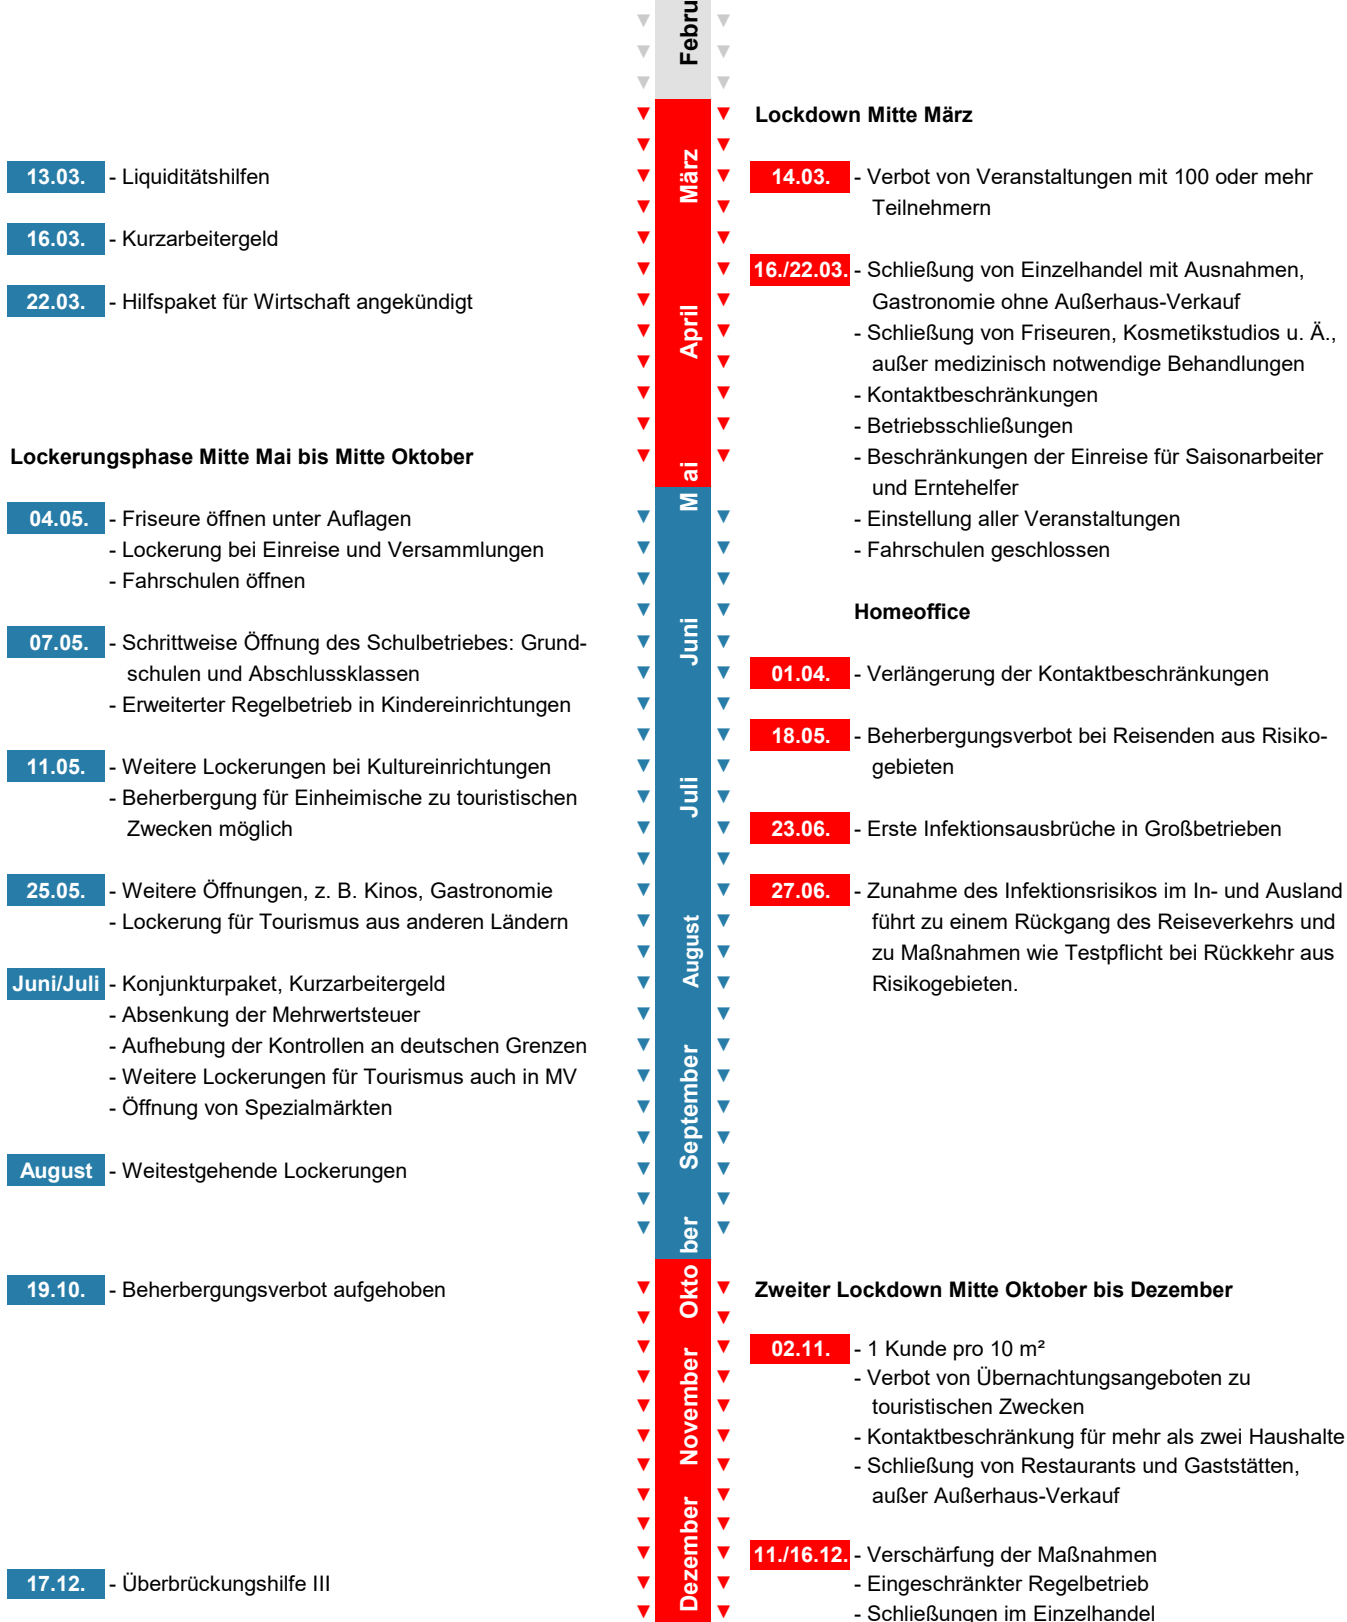 Febru
März
April
M ai
Juni
Juli
August
September
Okto ber
November
Dezember
13.03. - Liquiditätshilfen
16.03. - Kurzarbeitergeld
22.03. - Hilfspaket für Wirtschaft angekündigt
Lockerungsphase Mitte Mai bis Mitte Oktober
04.05. - Friseure öffnen unter Auflagen
- Lockerung bei Einreise und Versammlungen
- Fahrschulen öffnen
07.05. - Schrittweise Öffnung des Schulbetriebes: Grund-
schulen und Abschlussklassen
- Erweiterter Regelbetrieb in Kindereinrichtungen
11.05. - Weitere Lockerungen bei Kultureinrichtungen
- Beherbergung für Einheimische zu touristischen
Zwecken möglich
25.05. - Weitere Öffnungen, z. B. Kinos, Gastronomie
- Lockerung für Tourismus aus anderen Ländern
Juni/Juli - Konjunkturpaket, Kurzarbeitergeld
- Absenkung der Mehrwertsteuer
- Aufhebung der Kontrollen an deutschen Grenzen
- Weitere Lockerungen für Tourismus auch in MV
- Öffnung von Spezialmärkten
August - Weitestgehende Lockerungen
19.10. - Beherbergungsverbot aufgehoben
17.12. - Überbrückungshilfe III
Lockdown Mitte März
14.03. - Verbot von Veranstaltungen mit 100 oder mehr
Teilnehmern
16./22.03. - Schließung von Einzelhandel mit Ausnahmen,
Gastronomie ohne Außerhaus-Verkauf
- Schließung von Friseuren, Kosmetikstudios u. Ä.,
außer medizinisch notwendige Behandlungen
- Kontaktbeschränkungen
- Betriebsschließungen
- Beschränkungen der Einreise für Saisonarbeiter
und Erntehelfer
- Einstellung aller Veranstaltungen
- Fahrschulen geschlossen
Homeoffice
01.04. - Verlängerung der Kontaktbeschränkungen
18.05. - Beherbergungsverbot bei Reisenden aus Risiko-
gebieten
23.06. - Erste Infektionsausbrüche in Großbetrieben
27.06. - Zunahme des Infektionsrisikos im In- und Ausland
führt zu einem Rückgang des Reiseverkehrs und
zu Maßnahmen wie Testpflicht bei Rückkehr aus
Risikogebieten.
Zweiter Lockdown Mitte Oktober bis Dezember
02.11. - 1 Kunde pro 10 m²
- Verbot von Übernachtungsangeboten zu
touristischen Zwecken
- Kontaktbeschränkung für mehr als zwei Haushalte
- Schließung von Restaurants und Gaststätten,
außer Außerhaus-Verkauf
11./16.12. - Verschärfung der Maßnahmen
- Eingeschränkter Regelbetrieb
- Schließungen im Einzelhandel